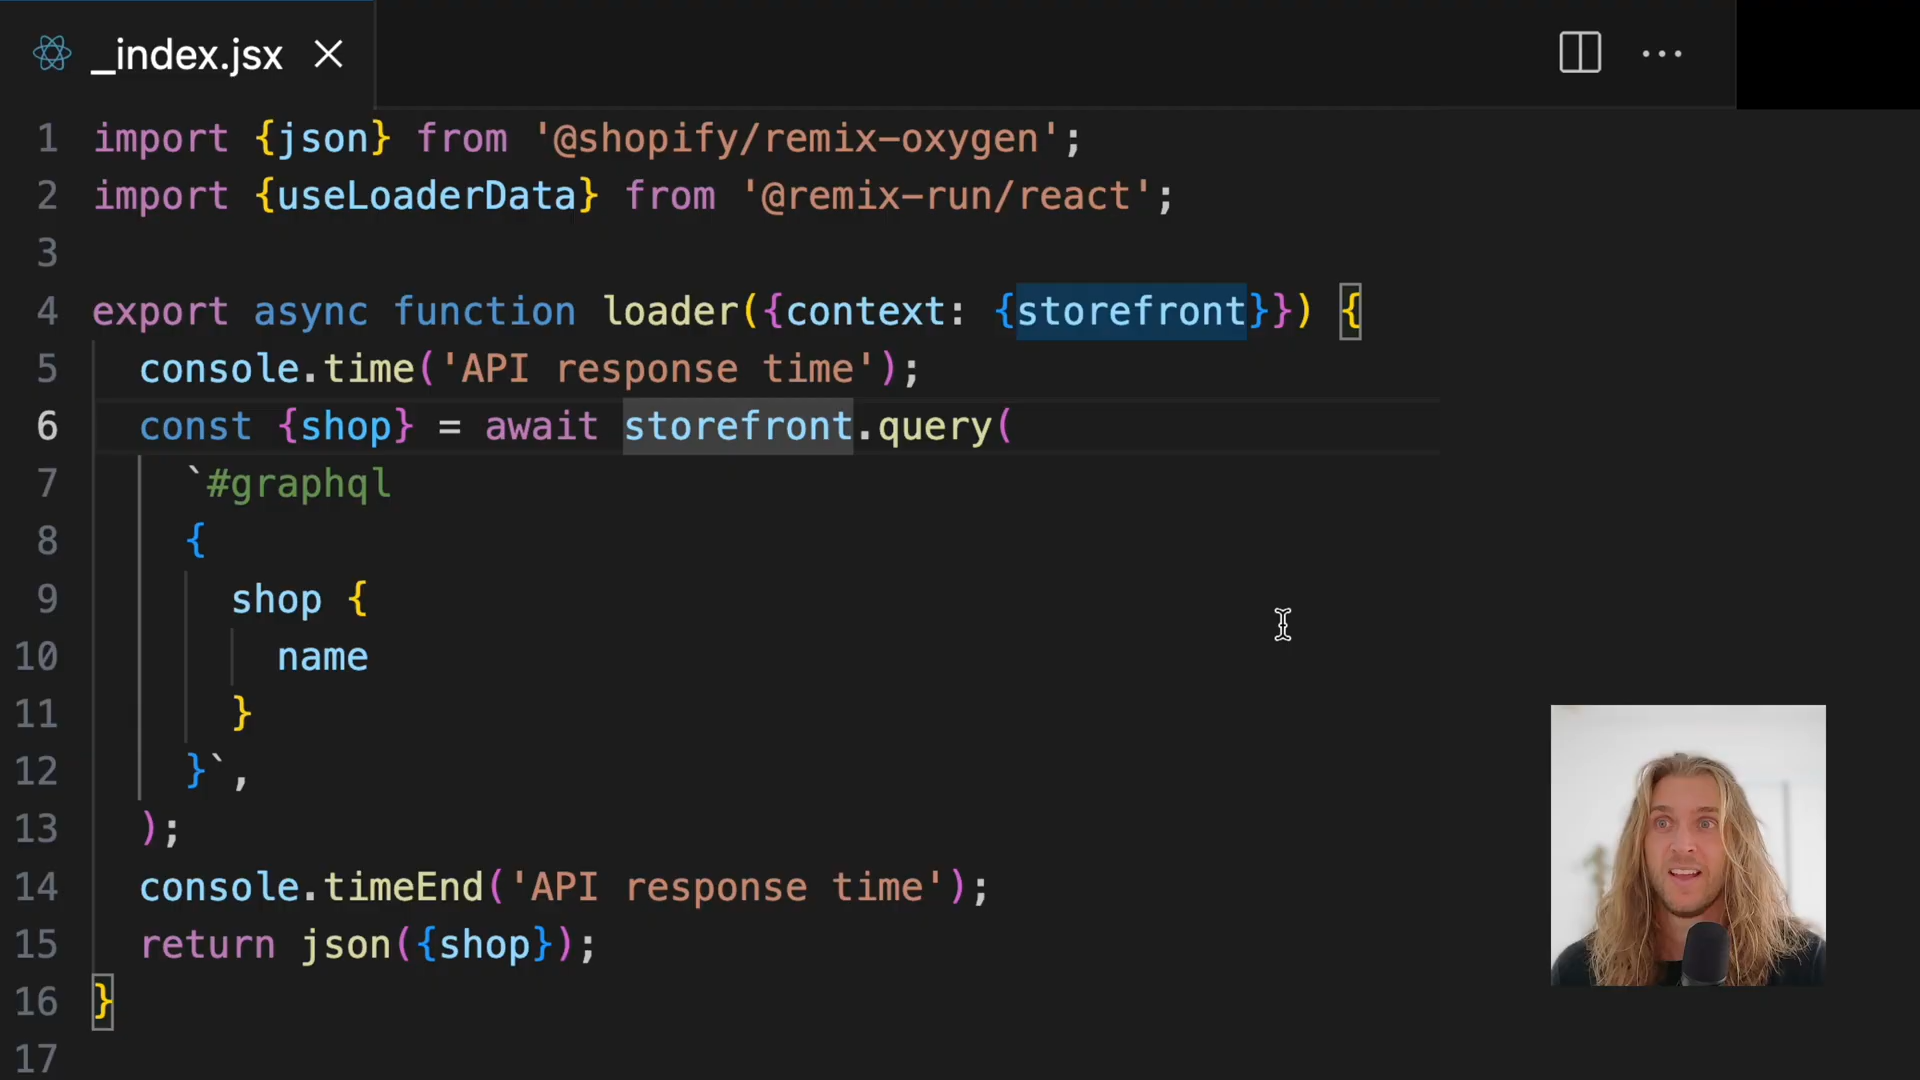 _index.jsx
1 import {json} from '@shopify/remix-oxygen';
2 import {useLoaderData} from '@remix-run/react';
3
4 export async function loader({context: {storefront}}) {
5 console.time('API response time');
6 const {shop} = await storefront.query(
7 `#graphql
8 {
9 shop {
10 name
11 }
12 }`,
13 );
14 console.timeEnd('API response time');
15 return json({shop});
16 }
17